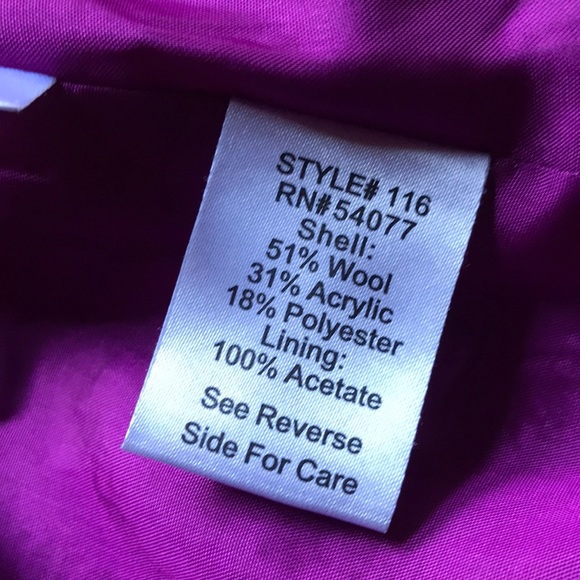 STYLE# 116
RN#54077
Shell:
51% Wool
31% Acrylic
18% Polyester
Lining:
100% Acetate
See Reverse
Side For Care